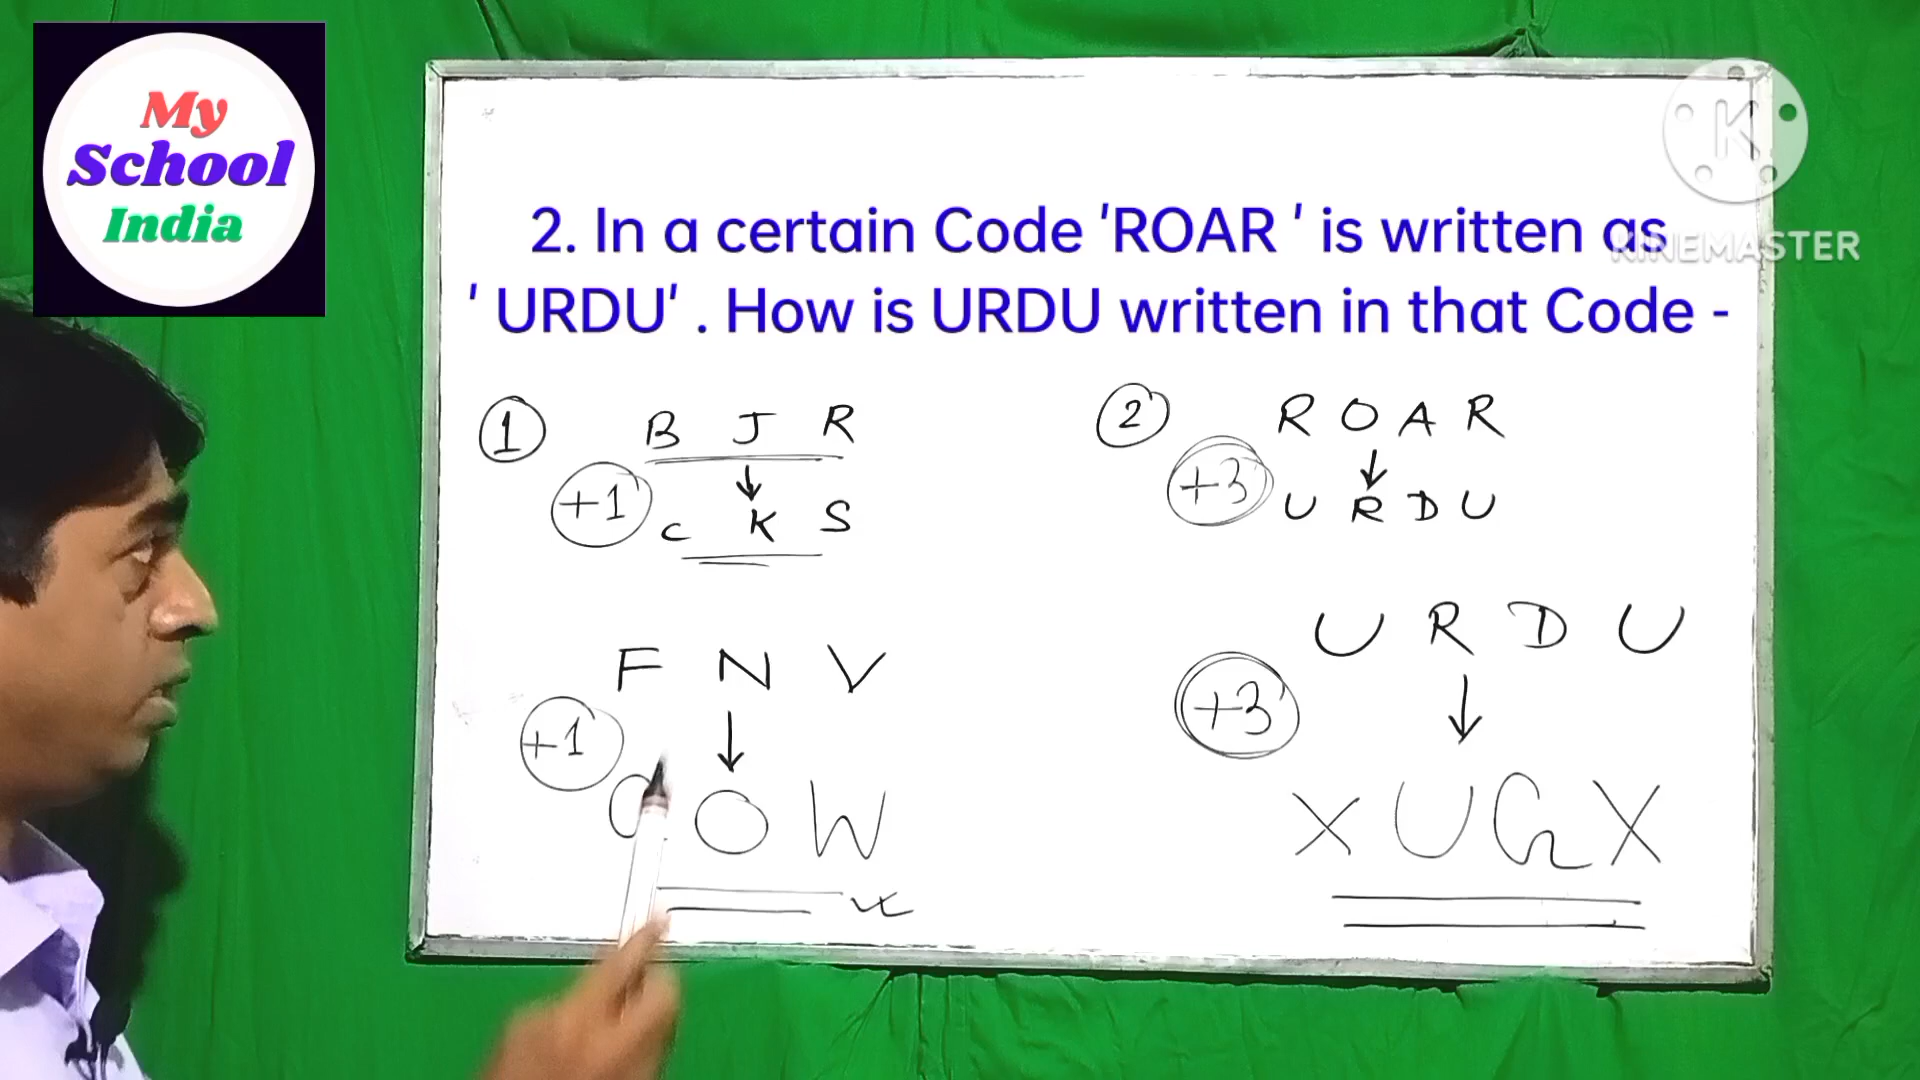 My
School
India
K
KINEMASTER
2. In a certain Code 'ROAR ' is written as
' URDU' . How is URDU written in that Code -
1 B J R
+1
C K S
F N V
+1
O W
2 R O A R
+3
U R D U
U R D U
+3
X U G X